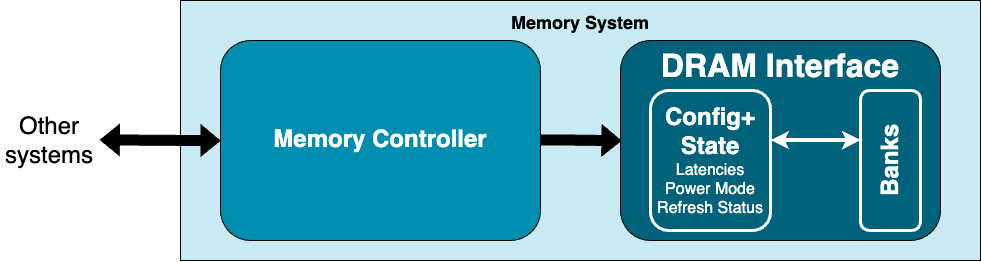 Memory System
Other
systems
Memory Controller
DRAM Interface
Config+
State
Latencies
Power Mode
Refresh Status
Banks